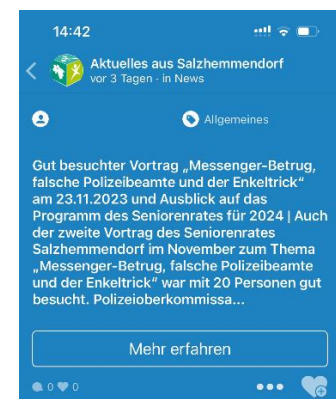 14:42
Aktuelles aus Salzhemmendorf
vor 3 Tagen · in News
Allgemeines
Gut besuchter Vortrag „Messenger-Betrug,
falsche Polizeibeamte und der Enkeltrick“
am 23.11.2023 und Ausblick auf das
Programm des Seniorenrates für 2024 | Auch
der zweite Vortrag des Seniorenrates
Salzhemmendorf im November zum Thema
„Messenger-Betrug, falsche Polizeibeamte
und der Enkeltrick“ war mit 20 Personen gut
besucht. Polizeioberkommissa...
Mehr erfahren
0 0